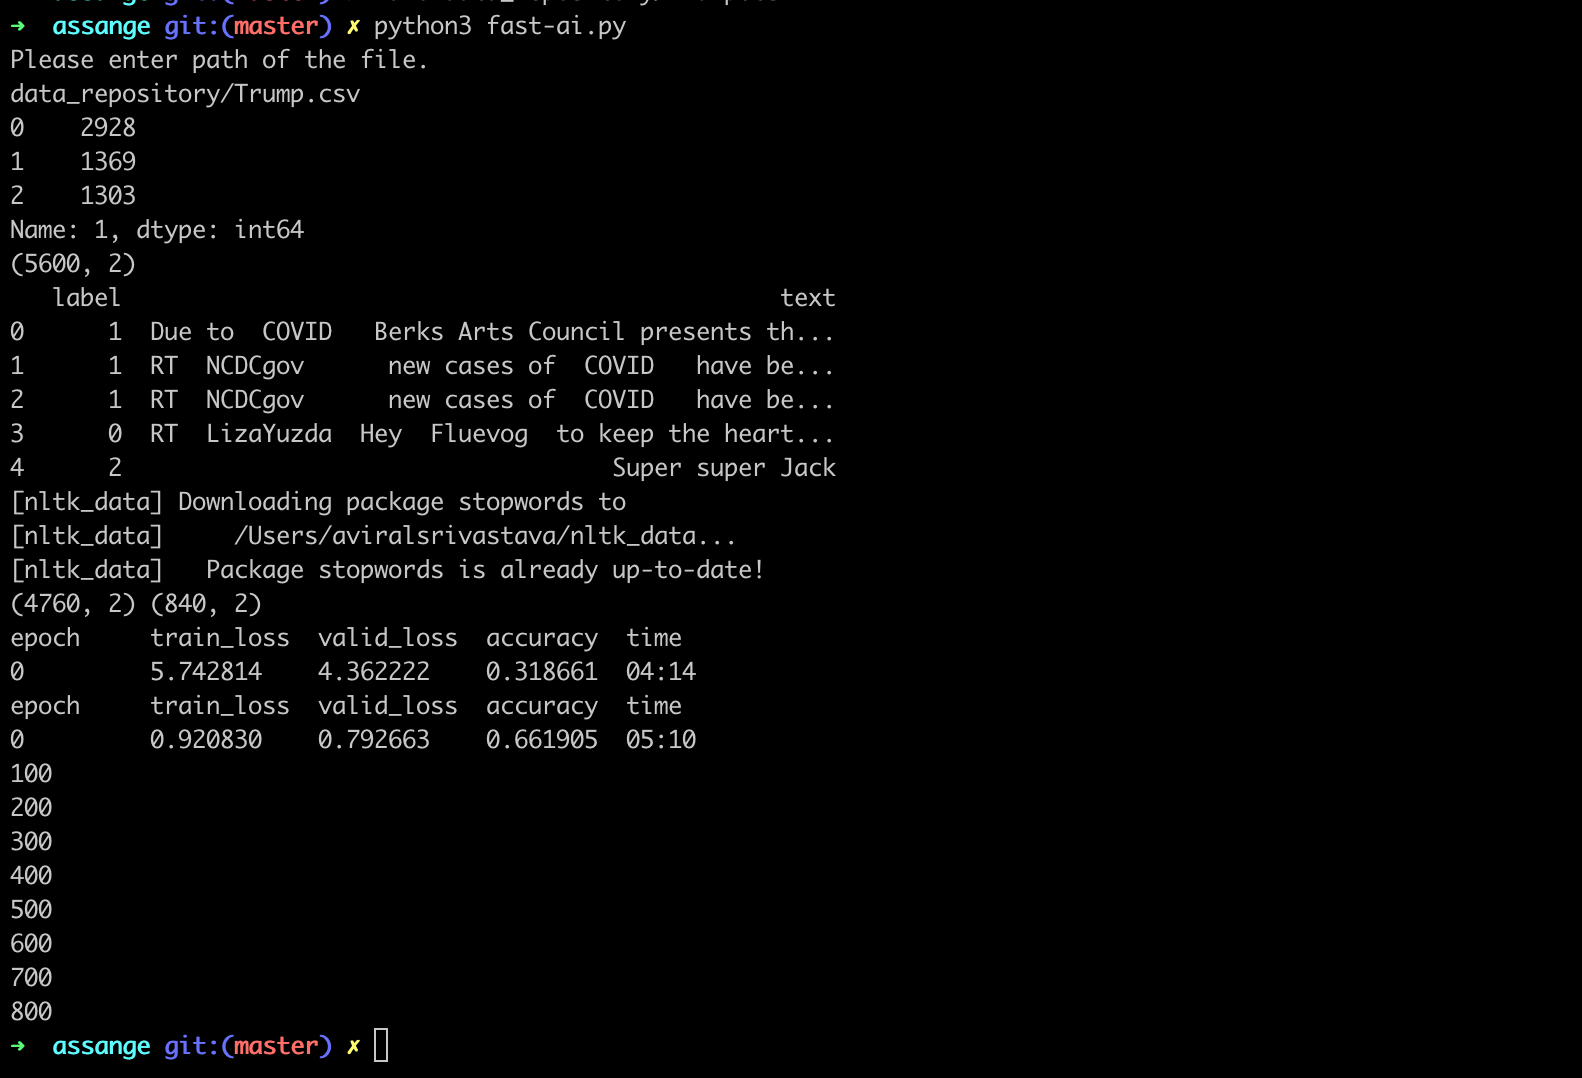 ➜  assange git:(master) ✗ python3 fast-ai.py
Please enter path of the file.
data_repository/Trump.csv
0    2928
1    1369
2    1303
Name: 1, dtype: int64
(5600, 2)
   label                                               text
0      1  Due to  COVID   Berks Arts Council presents th...
1      1  RT  NCDCgov      new cases of  COVID   have be...
2      1  RT  NCDCgov      new cases of  COVID   have be...
3      0  RT  LizaYuzda  Hey  Fluevog  to keep the heart...
4      2                                   Super super Jack
[nltk_data] Downloading package stopwords to
[nltk_data]     /Users/aviralsrivastava/nltk_data...
[nltk_data]   Package stopwords is already up-to-date!
(4760, 2) (840, 2)
epoch     train_loss  valid_loss  accuracy  time
0         5.742814    4.362222    0.318661  04:14
epoch     train_loss  valid_loss  accuracy  time
0         0.920830    0.792663    0.661905  05:10
100
200
300
400
500
600
700
800
➜  assange git:(master) ✗